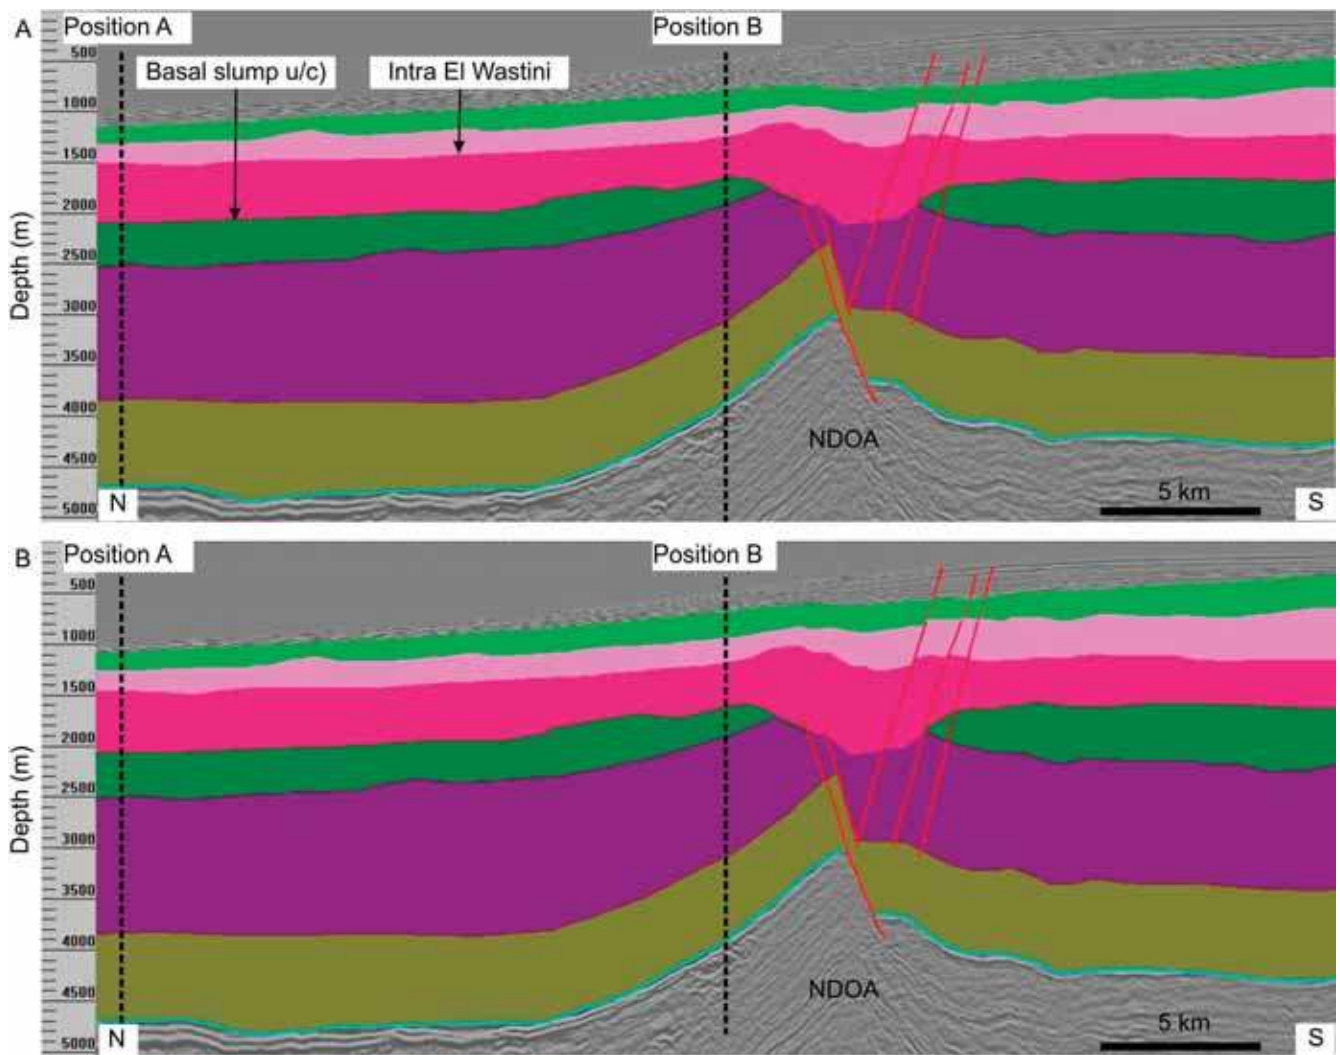 A
Position A
Position B
500
Basal slump u/c)
Intra El Wastini
1000
1500
2000
2500
3000
3500
4000
4500
5000
Depth (m)
NDOA
5 km
N
S
B
Position A
Position B
500
1000
1500
2000
2500
3000
3500
4000
4500
5000
Depth (m)
NDOA
5 km
N
S